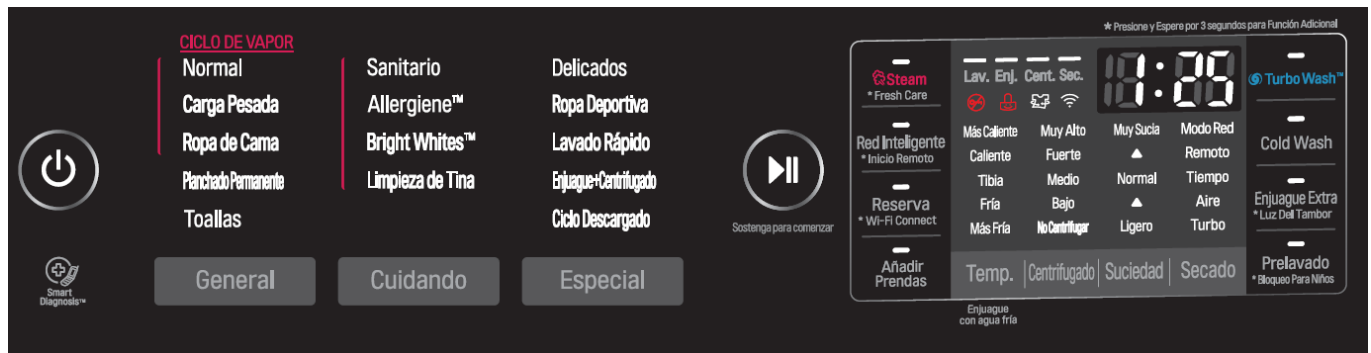 * Presione y Espere por 3 segundos para Función Adicional
CICLO DE VAPOR
Normal
Carga Pesada
Ropa de Cama
Planchado Permanente
Toallas
General
Sanitario
Allergiene™
Bright Whites™
Limpieza de Tina
Cuidando
Delicados
Ropa Deportiva
Lavado Rápido
Enjuague+Centrifugado
Ciclo Descargado
Especial
Smart
Diagnosis™
Sostenga para comenzar
Steam
* Fresh Care
Red Inteligente
* Inicio Remoto
Reserva
* Wi-Fi Connect
Añadir
Prendas
Lav. Enj. Cent. Sec.
1:25
Más Caliente
Caliente
Tibia
Fría
Más Fría
Temp.
Enjuague
con agua fría
Muy Alto
Fuerte
Medio
Bajo
No Centrifugar
Centrifugado
Muy Sucia
Normal
Ligero
Suciedad
Modo Red
Remoto
Tiempo
Aire
Turbo
Secado
Turbo Wash™
Cold Wash
Enjuague Extra
* Luz Del Tambor
Prelavado
* Bloqueo Para Niños